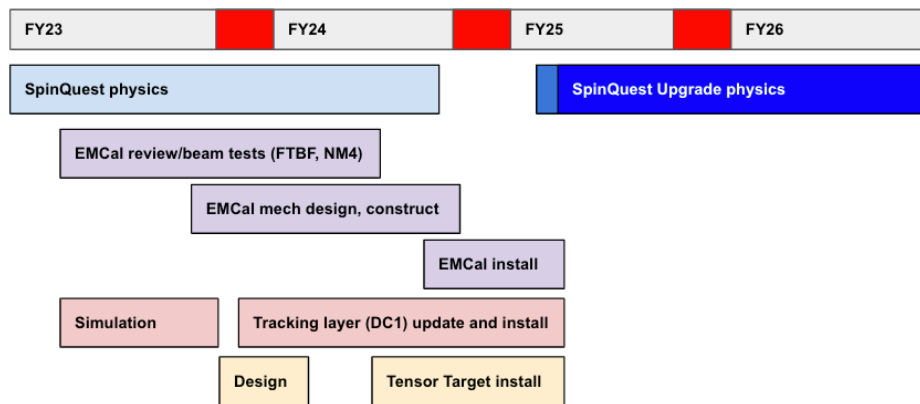 FY23 FY24 FY25 FY26
SpinQuest physics SpinQuest Upgrade physics
EMCal review/beam tests (FTBF, NM4)
EMCal mech design, construct
EMCal install
Simulation Tracking layer (DC1) update and install
Design Tensor Target install